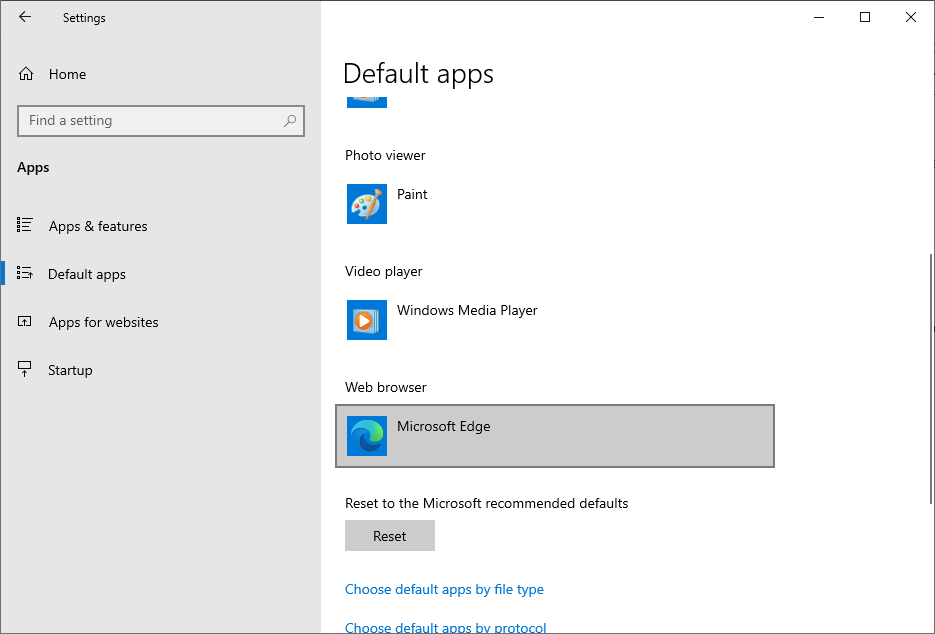 Settings
Home
Find a setting
Apps
Apps & features
Default apps
Apps for websites
Startup
Default apps
Photo viewer
Paint
Video player
Windows Media Player
Web browser
Microsoft Edge
Reset to the Microsoft recommended defaults
Reset
Choose default apps by file type
Choose default apps by protocol